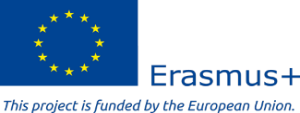 Erasmus+
This project is funded by the European Union.